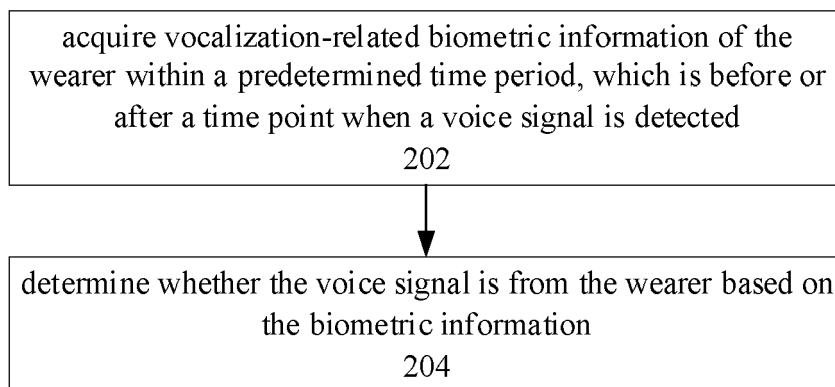 acquire vocalization-related biometric information of the
wearer within a predetermined time period, which is before or
after a time point when a voice signal is detected
202
determine whether the voice signal is from the wearer based on
the biometric information
204